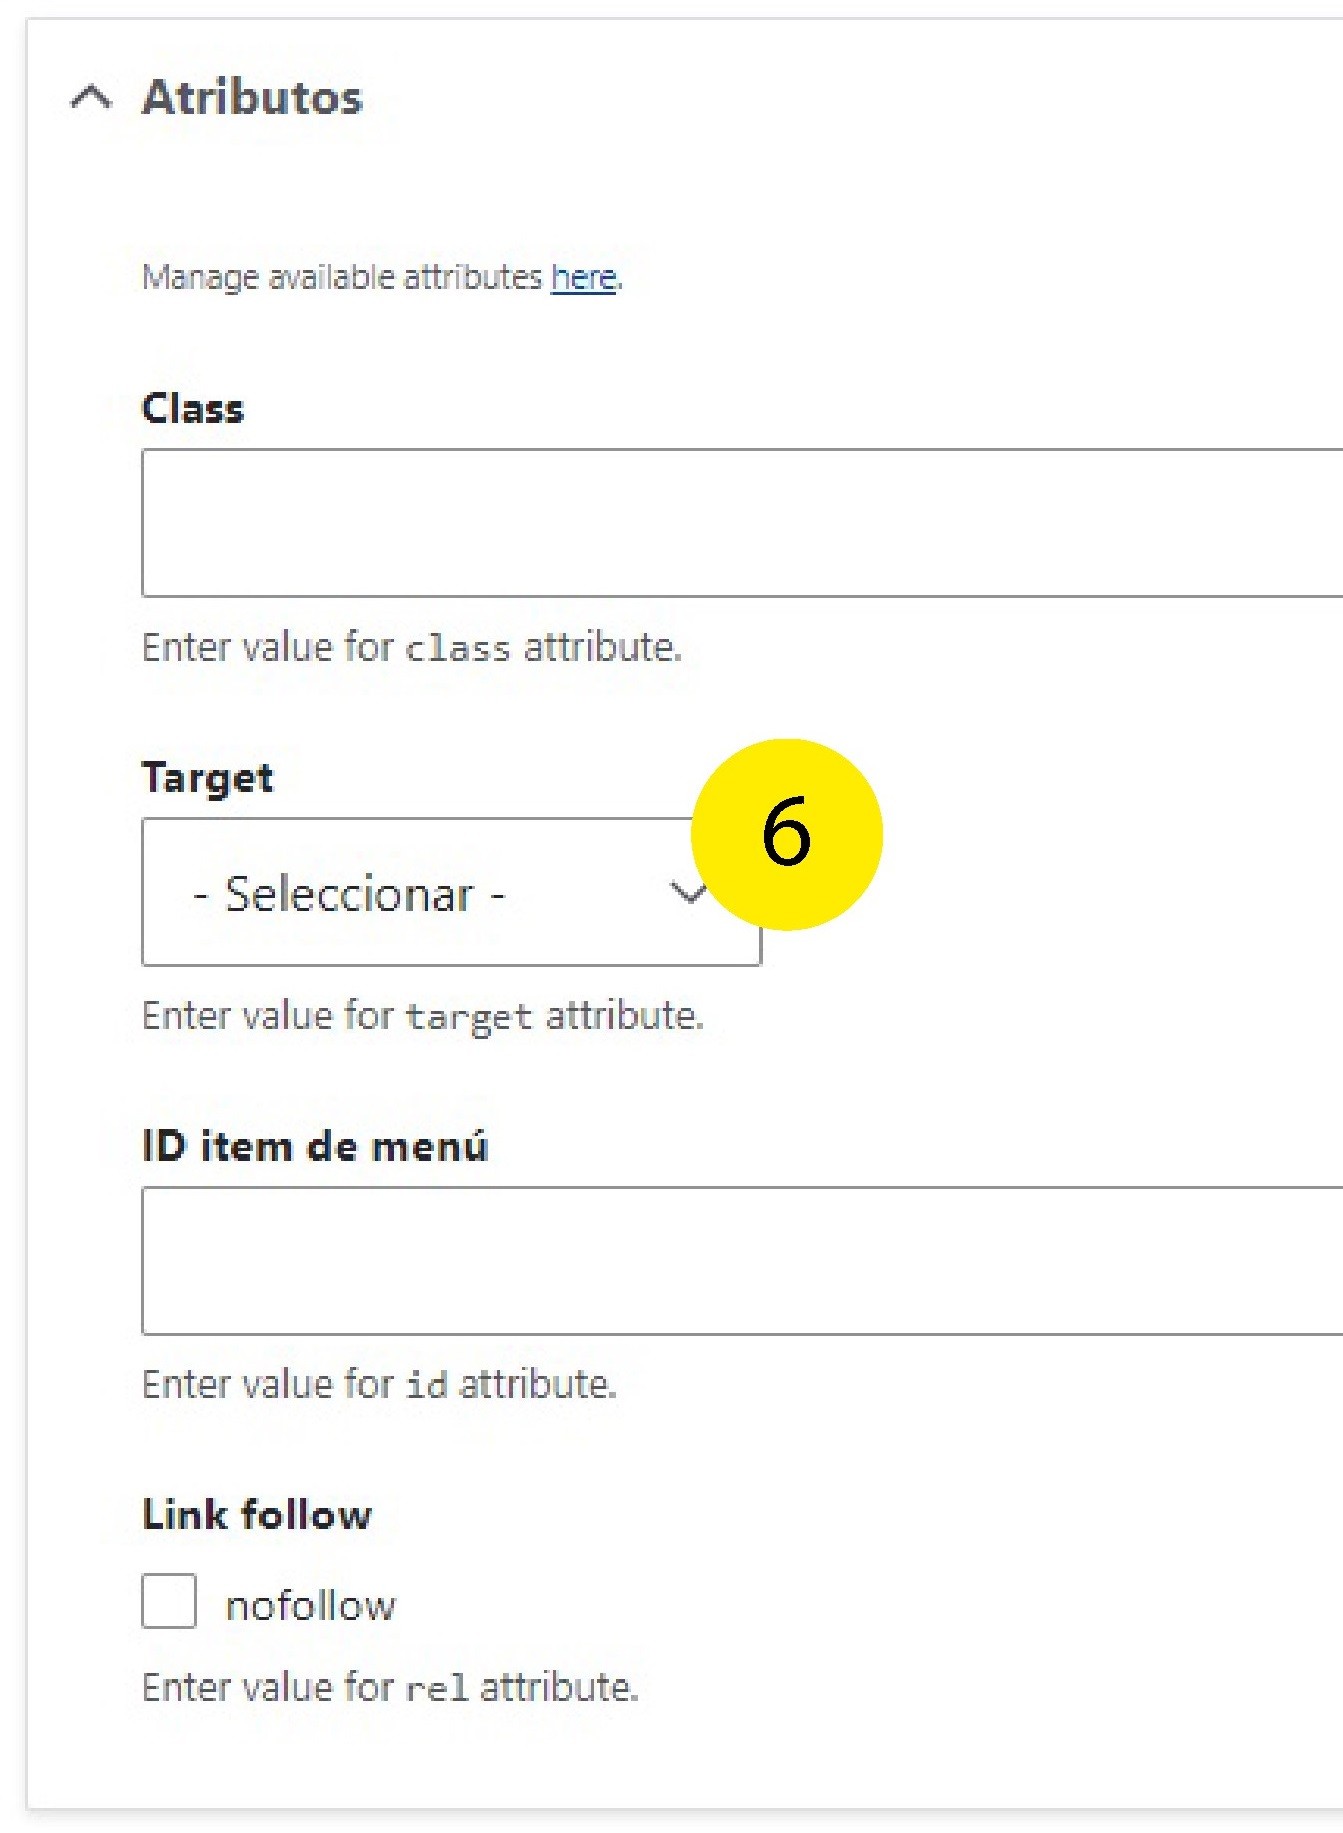 Atributos
Manage available attributes here.
Class
Enter value for class attribute.
Target
6
- Seleccionar -
Enter value for target attribute.
ID item de menú
Enter value for id attribute.
Link follow
nofollow
Enter value for rel attribute.